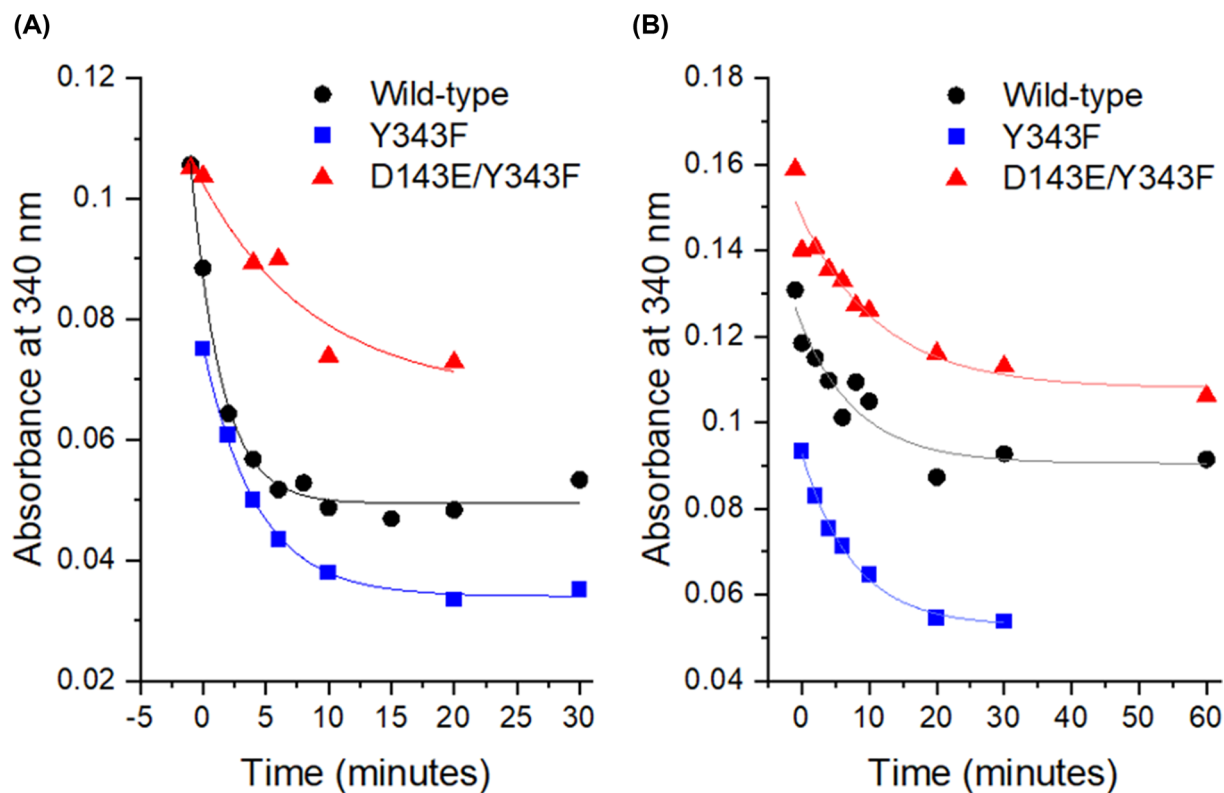 (A)
Absorbance at 340 nm
0.12
0.1
0.08
0.06
0.04
0.02
-5 0 5 10 15 20 25 30
Time (minutes)
Wild-type
Y343F
D143E/Y343F
(B)
Absorbance at 340 nm
0.18
0.16
0.14
0.12
0.1
0.08
0.06
0.04
0 10 20 30 40 50 60
Time (minutes)
Wild-type
Y343F
D143E/Y343F